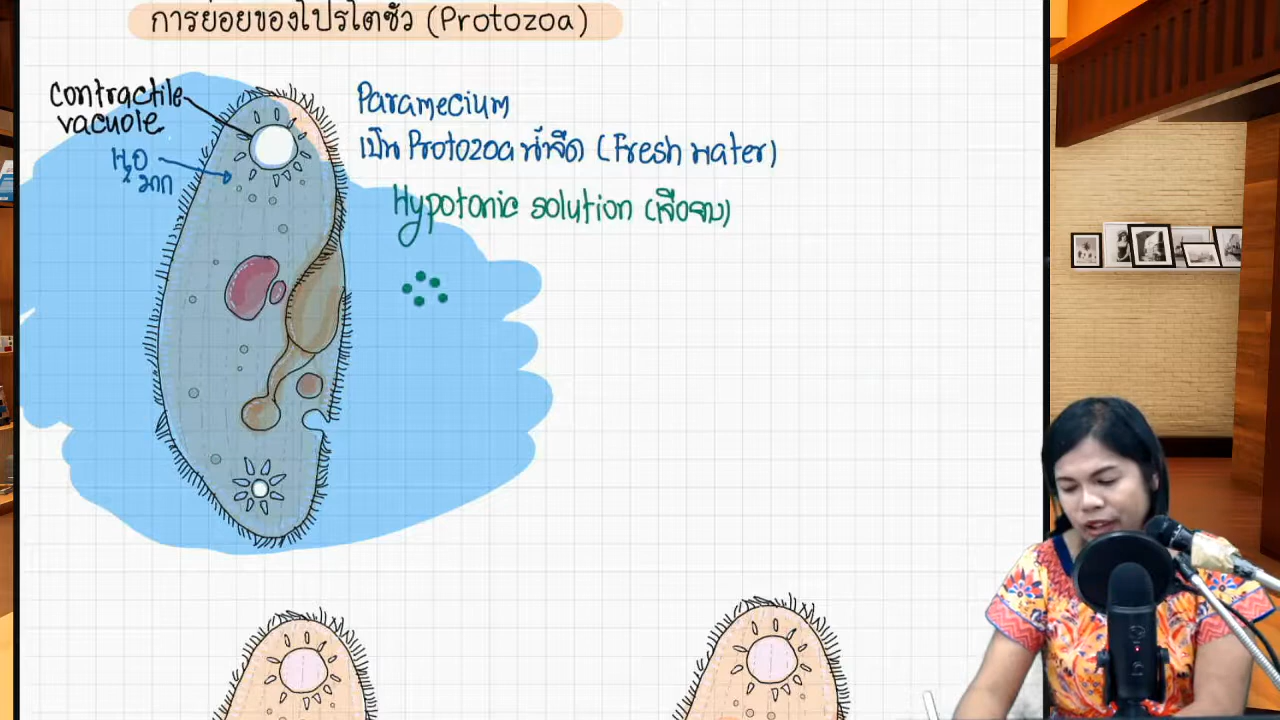 การย่อยของโปรโตซัว (Protozoa)
Contractile
vacuole
H₂O
มาก
Paramecium
เป็น Protozoa น้ำจืด (Fresh water)
Hypotonic solution (เจือจาง)